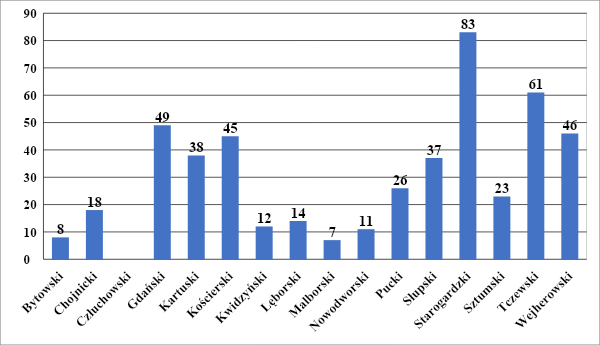 90
80
70
60
50
40
30
20
10
0
8
18
49
38
45
12
14
7
11
26
37
83
23
61
46
Bytowski
Chojnicki
Człuchowski
Gdański
Kartuski
Kościerski
Kwidzyński
Lęborski
Malborski
Nowodworski
Pucki
Słupski
Starogardzki
Sztumski
Tczewski
Wejherowski